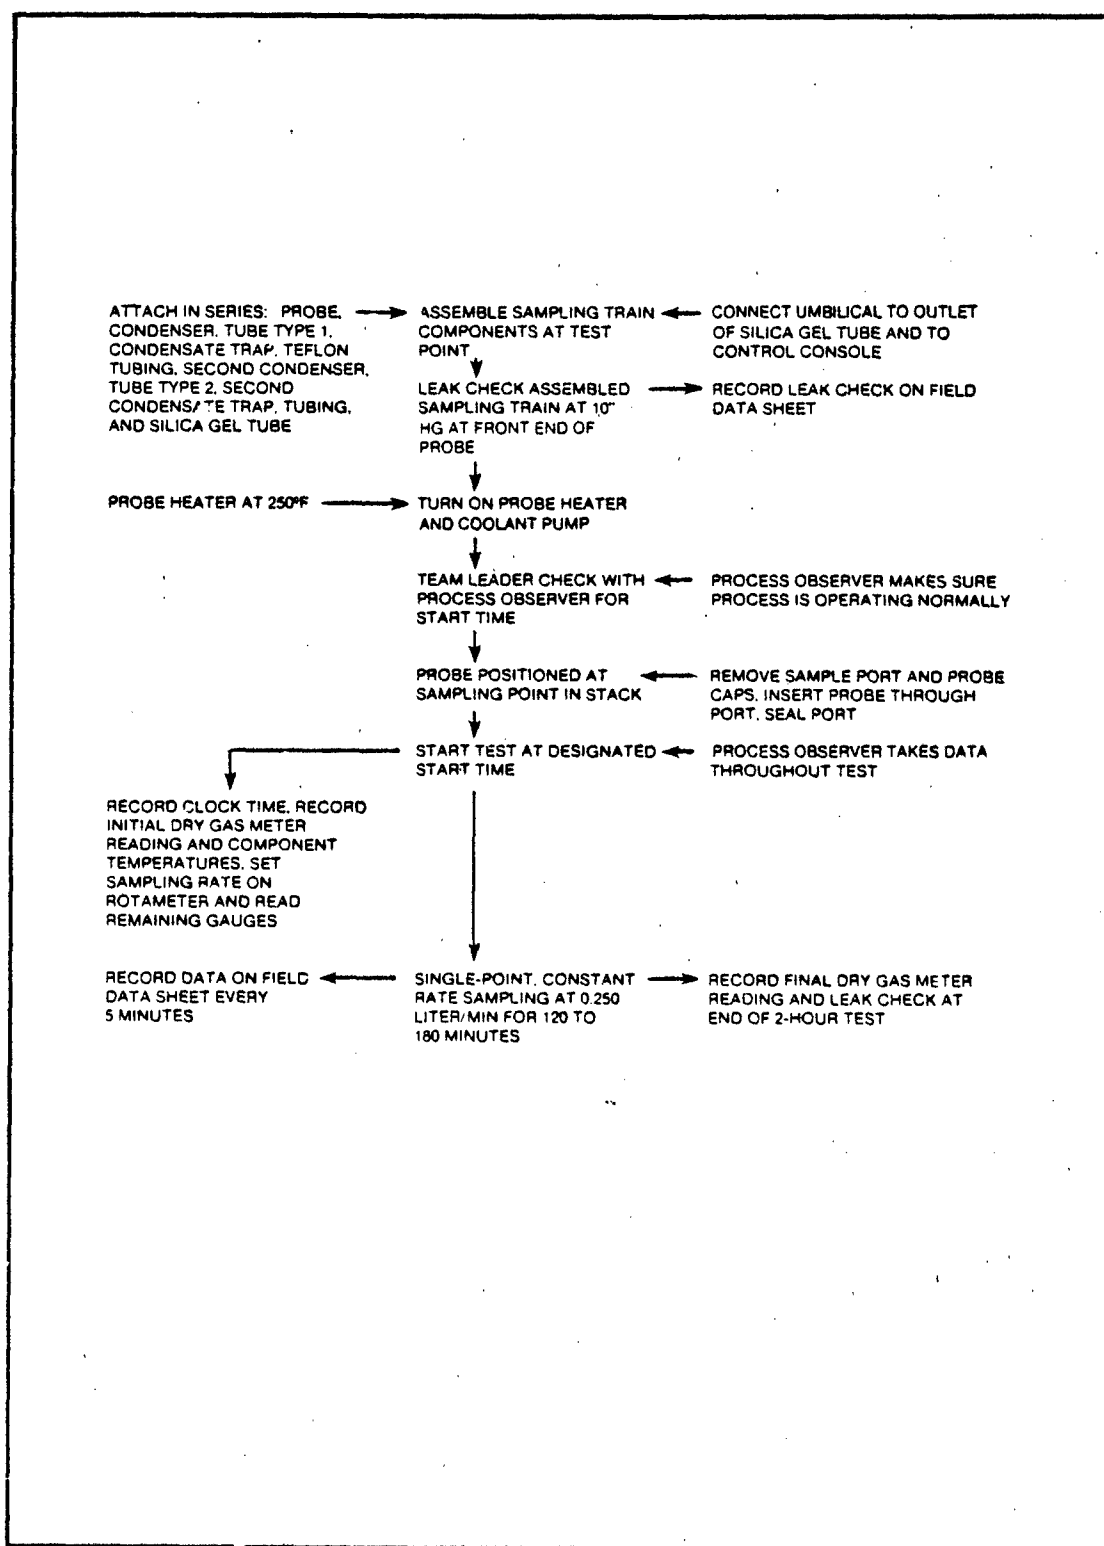 ATTACH IN SERIES: PROBE,
CONDENSER, TUBE TYPE 1,
CONDENSATE TRAP, TEFLON
TUBING, SECOND CONDENSER,
TUBE TYPE 2, SECOND
CONDENSATE TRAP, TUBING,
AND SILICA GEL TUBE
ASSEMBLE SAMPLING TRAIN
COMPONENTS AT TEST
POINT
CONNECT UMBILICAL TO OUTLET
OF SILICA GEL TUBE AND TO
CONTROL CONSOLE
LEAK CHECK ASSEMBLED
SAMPLING TRAIN AT 10"
HG AT FRONT END OF
PROBE
RECORD LEAK CHECK ON FIELD
DATA SHEET
PROBE HEATER AT 250°F
TURN ON PROBE HEATER
AND COOLANT PUMP
TEAM LEADER CHECK WITH
PROCESS OBSERVER FOR
START TIME
PROCESS OBSERVER MAKES SURE
PROCESS IS OPERATING NORMALLY
PROBE POSITIONED AT
SAMPLING POINT IN STACK
REMOVE SAMPLE PORT AND PROBE
CAPS, INSERT PROBE THROUGH
PORT, SEAL PORT
START TEST AT DESIGNATED
START TIME
PROCESS OBSERVER TAKES DATA
THROUGHOUT TEST
RECORD CLOCK TIME, RECORD
INITIAL DRY GAS METER
READING AND COMPONENT
TEMPERATURES, SET
SAMPLING RATE ON
ROTAMETER AND READ
REMAINING GAUGES
RECORD DATA ON FIELD
DATA SHEET EVERY
5 MINUTES
SINGLE-POINT, CONSTANT
RATE SAMPLING AT 0.250
LITER/MIN FOR 120 TO
180 MINUTES
RECORD FINAL DRY GAS METER
READING AND LEAK CHECK AT
END OF 2-HOUR TEST